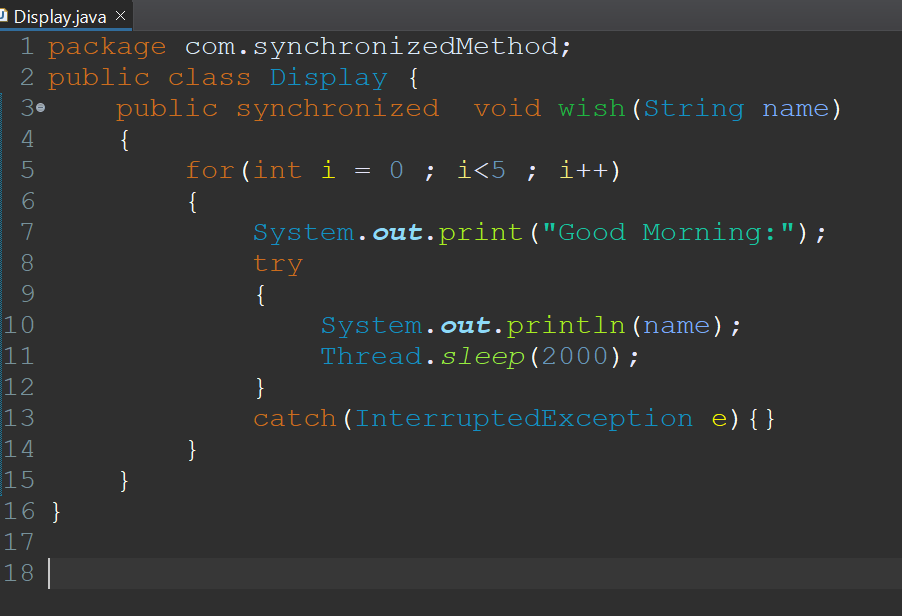 Display.java ×
1 package com.synchronizedMethod;
2 public class Display {
3     public synchronized  void wish(String name)
4     {
5         for(int i = 0 ; i<5 ; i++)
6         {
7             System.out.print("Good Morning:");
8             try
9             {
10                 System.out.println(name);
11                 Thread.sleep(2000);
12             }
13             catch(InterruptedException e){}
14         }
15     }
16 }
17
18